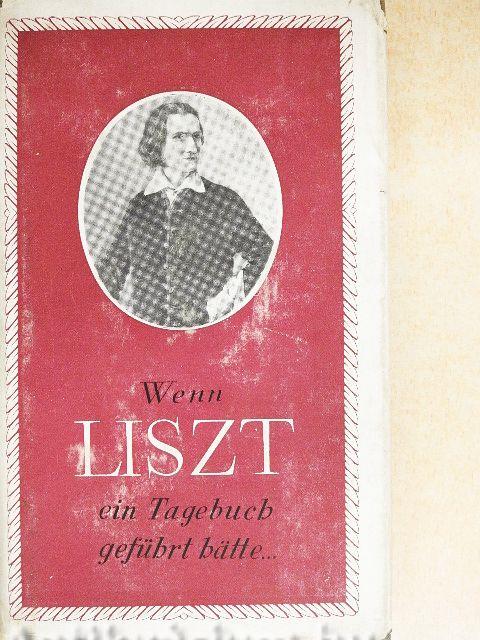 Wenn
LISZT
ein Tagebuch
geführt hätte...